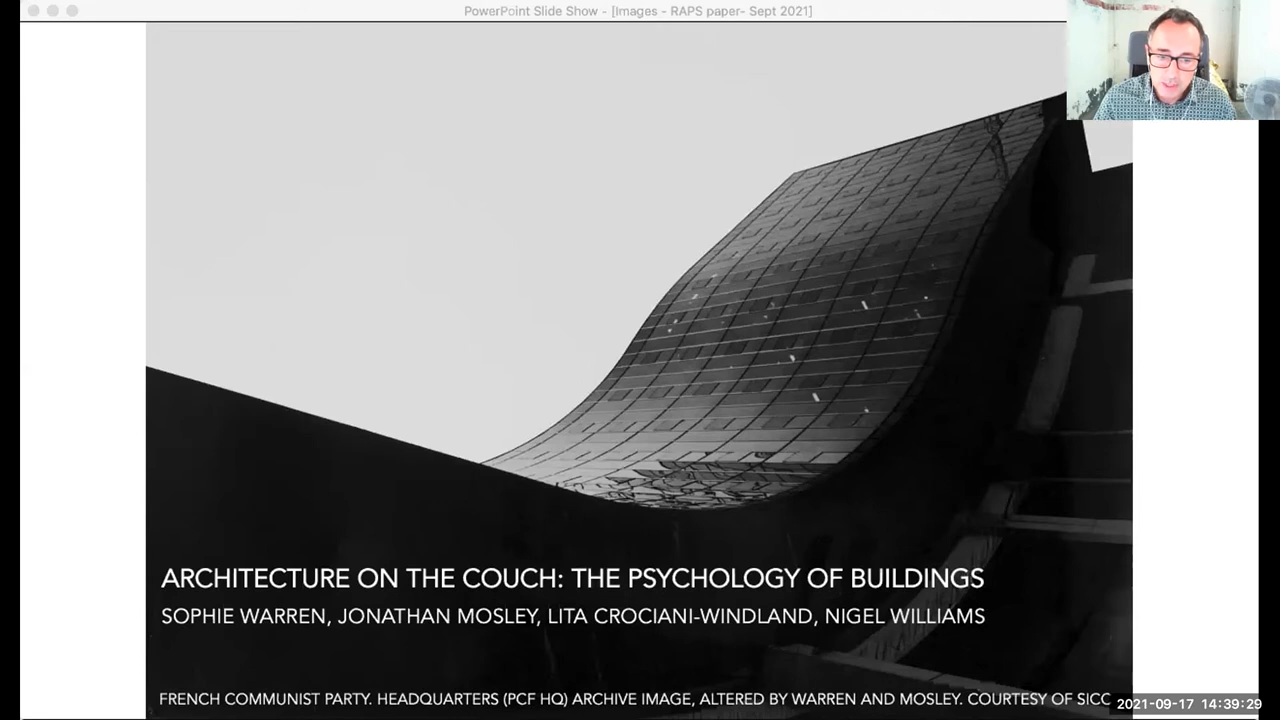 PowerPoint Slide Show - [Images - RAPS paper- Sept 2021]
ARCHITECTURE ON THE COUCH: THE PSYCHOLOGY OF BUILDINGS
SOPHIE WARREN, JONATHAN MOSLEY, LITA CROCIANI-WINDLAND, NIGEL WILLIAMS
FRENCH COMMUNIST PARTY. HEADQUARTERS (PCF HQ) ARCHIVE IMAGE, ALTERED BY WARREN AND MOSLEY. COURTESY OF SICC
2021-09-17 14:39:29